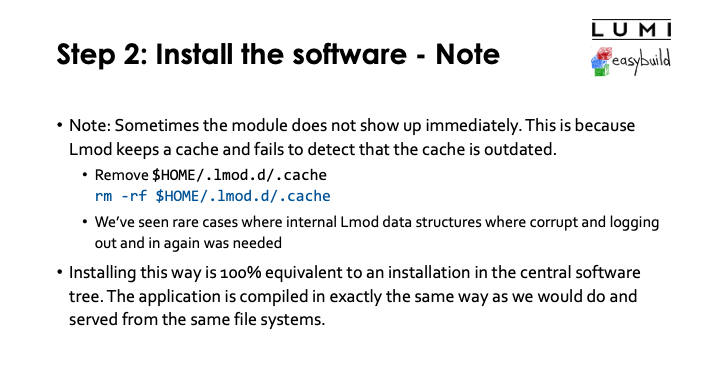 LUMI
Step 2: Install the software - Note
easybuild
• Note: Sometimes the module does not show up immediately. This is because
Lmod keeps a cache and fails to detect that the cache is outdated.
• Remove $HOME/.lmod.d/.cache
rm -rf $HOME/.lmod.d/.cache
• We've seen rare cases where internal Lmod data structures where corrupt and logging
out and in again was needed
• Installing this way is 100% equivalent to an installation in the central software
tree. The application is compiled in exactly the same way as we would do and
served from the same file systems.